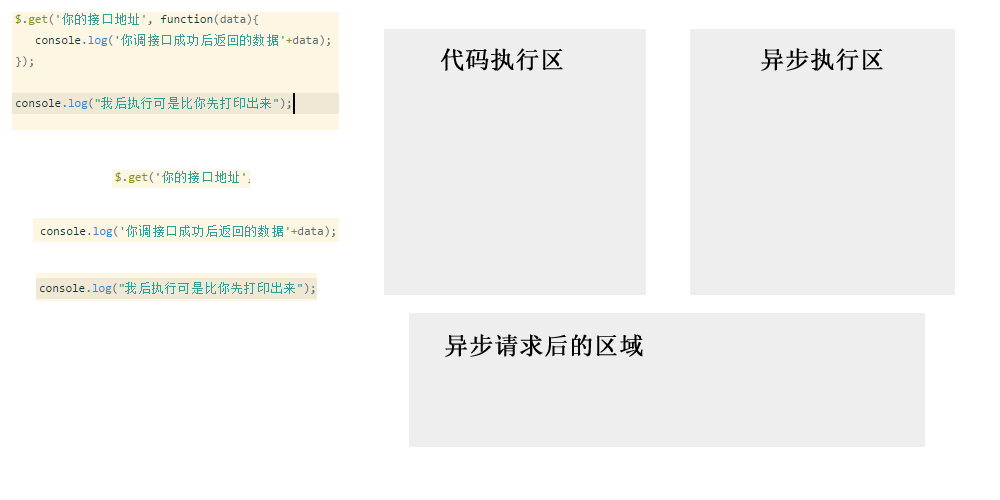 $.get('你的接口地址', function(data){
console.log('你调接口成功后返回的数据'+data);
});
console.log("我后执行可是比你先打印出来");
$.get('你的接口地址',
console.log('你调接口成功后返回的数据'+data);
console.log("我后执行可是比你先打印出来");
代码执行区
异步执行区
异步请求后的区域